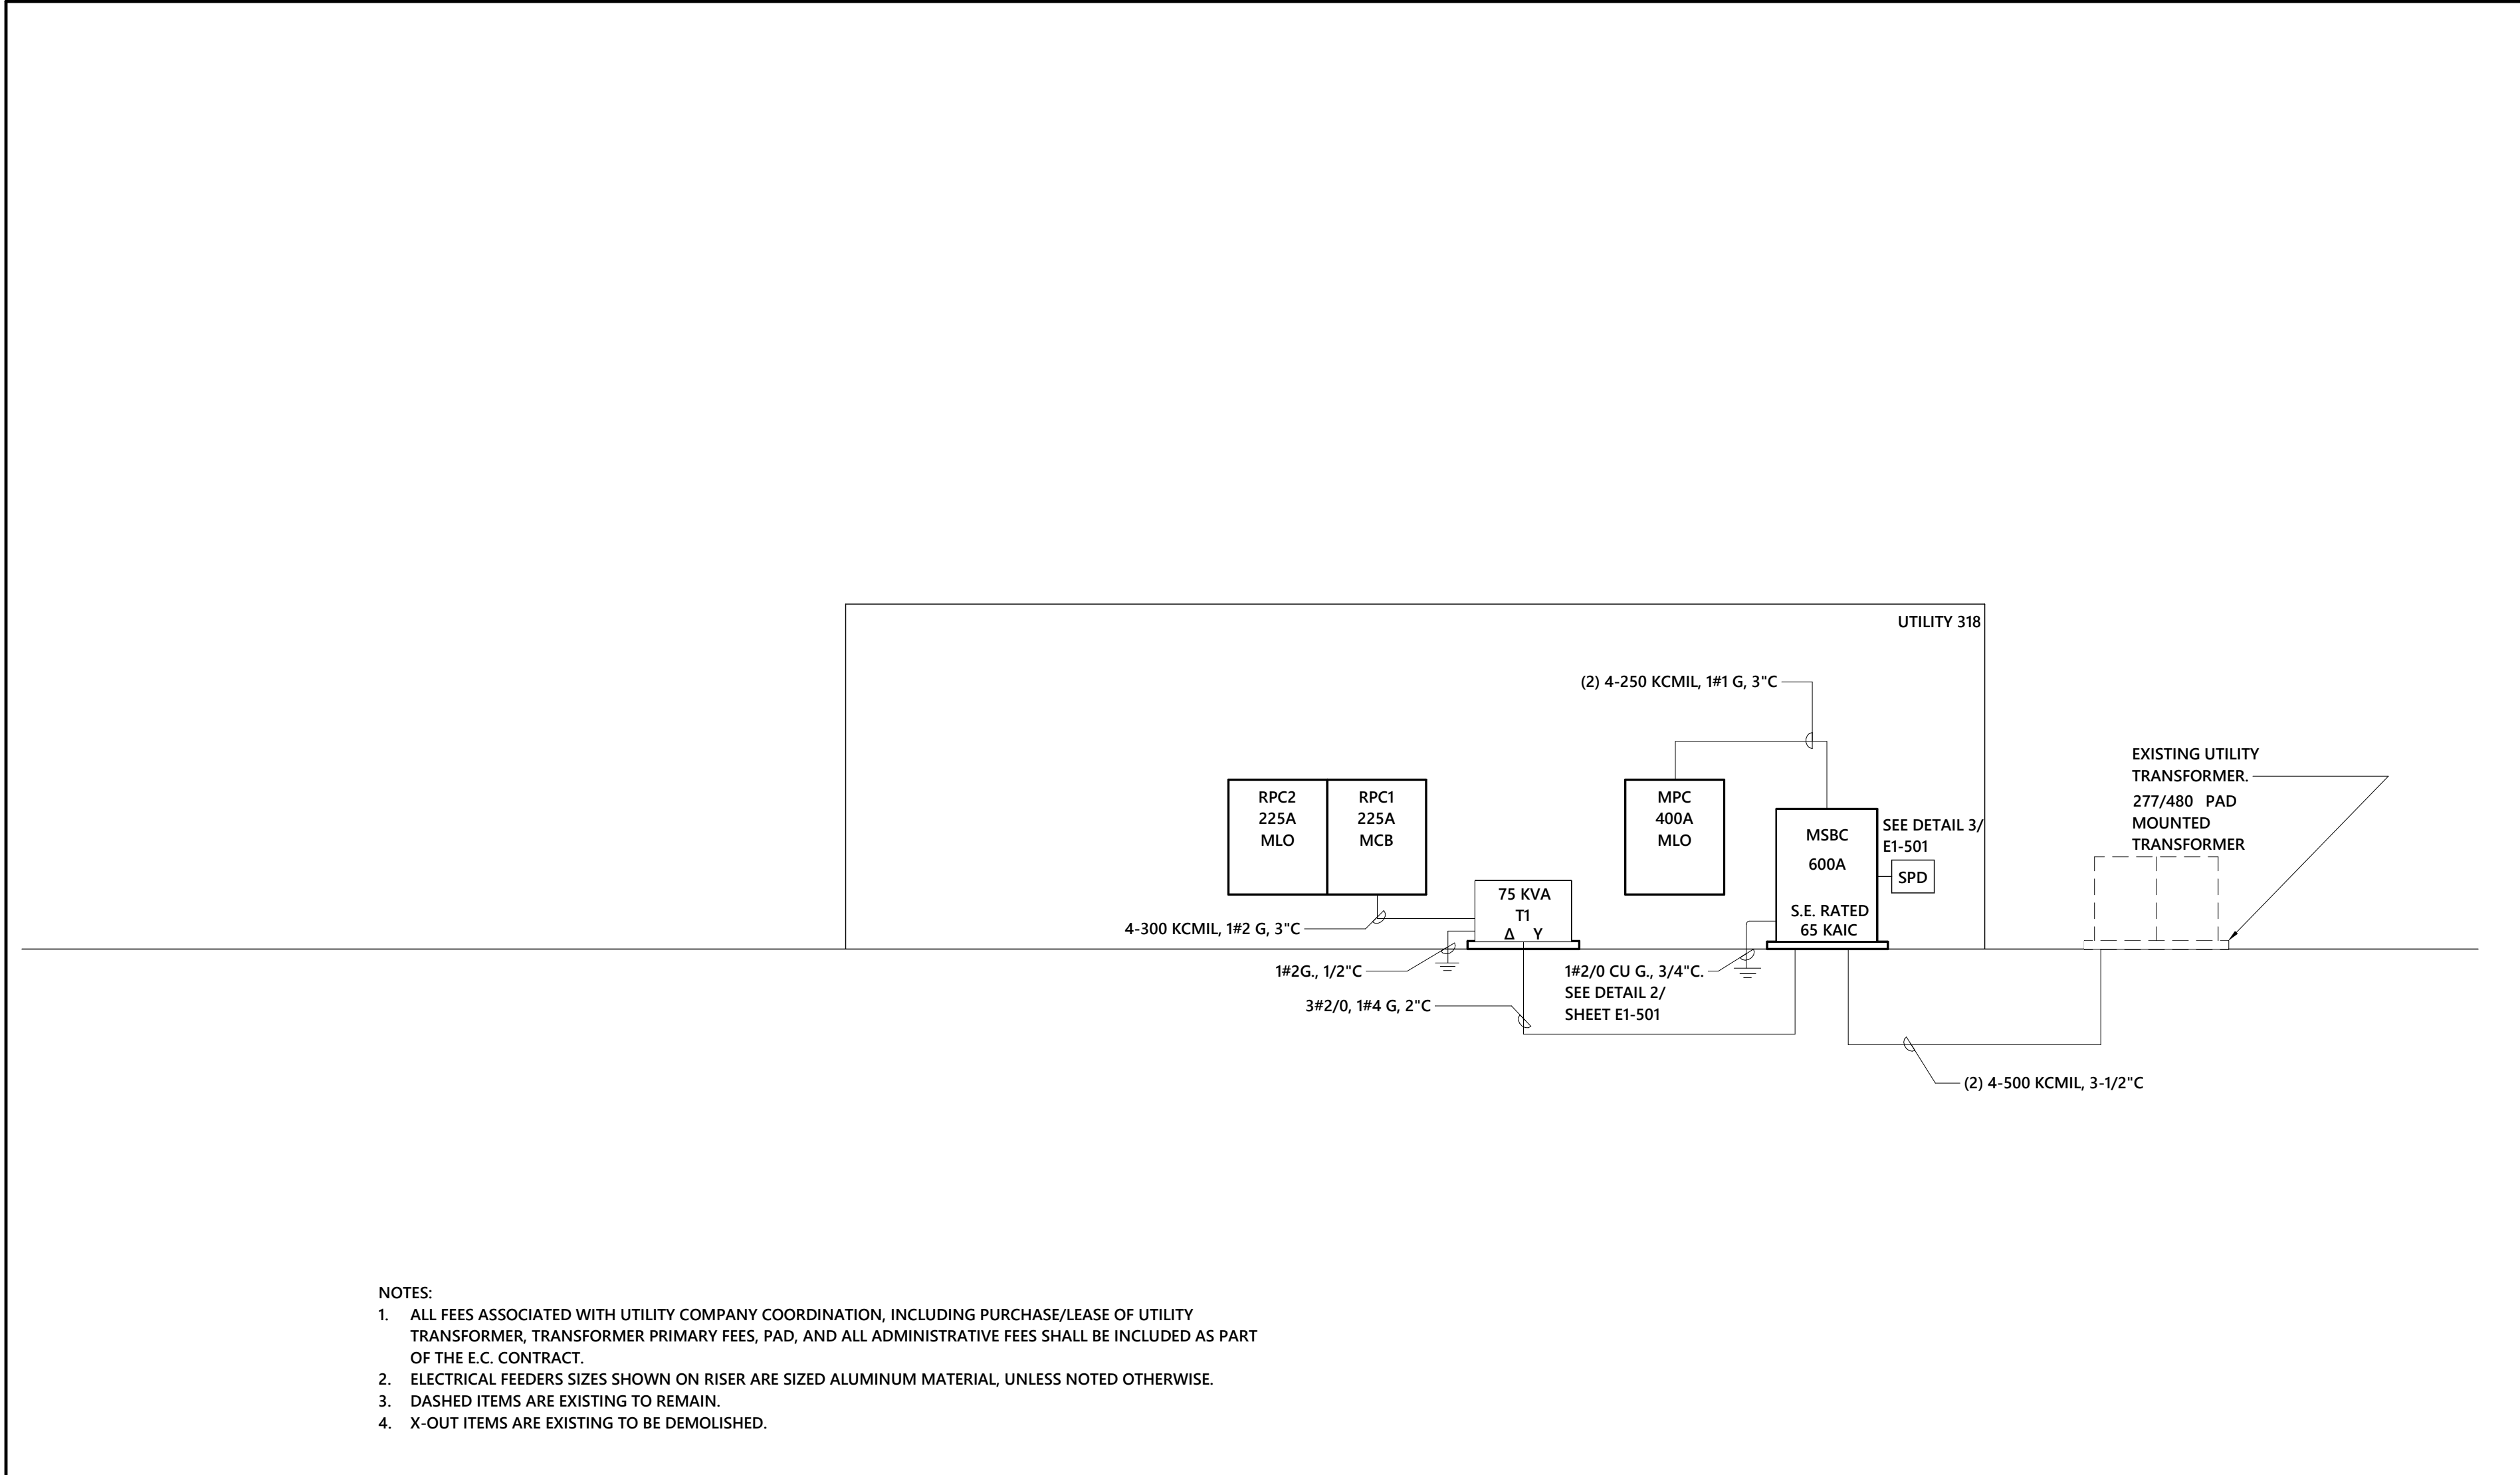 UTILITY 318
(2) 4-250 KCMIL, 1#1 G, 3"C
EXISTING UTILITY
TRANSFORMER.
277/480 PAD
MOUNTED
TRANSFORMER
RPC2
225A
MLO
RPC1
225A
MCB
MPC
400A
MLO
MSBC
600A
S.E. RATED
65 KAIC
SEE DETAIL 3/
E1-501
SPD
75 KVA
T1
Δ Y
4-300 KCMIL, 1#2 G, 3"C
1#2G., 1/2"C
3#2/0, 1#4 G, 2"C
1#2/0 CU G., 3/4"C.
SEE DETAIL 2/
SHEET E1-501
(2) 4-500 KCMIL, 3-1/2"C
NOTES:
1. ALL FEES ASSOCIATED WITH UTILITY COMPANY COORDINATION, INCLUDING PURCHASE/LEASE OF UTILITY
TRANSFORMER, TRANSFORMER PRIMARY FEES, PAD, AND ALL ADMINISTRATIVE FEES SHALL BE INCLUDED AS PART
OF THE E.C. CONTRACT.
2. ELECTRICAL FEEDERS SIZES SHOWN ON RISER ARE SIZED ALUMINUM MATERIAL, UNLESS NOTED OTHERWISE.
3. DASHED ITEMS ARE EXISTING TO REMAIN.
4. X-OUT ITEMS ARE EXISTING TO BE DEMOLISHED.